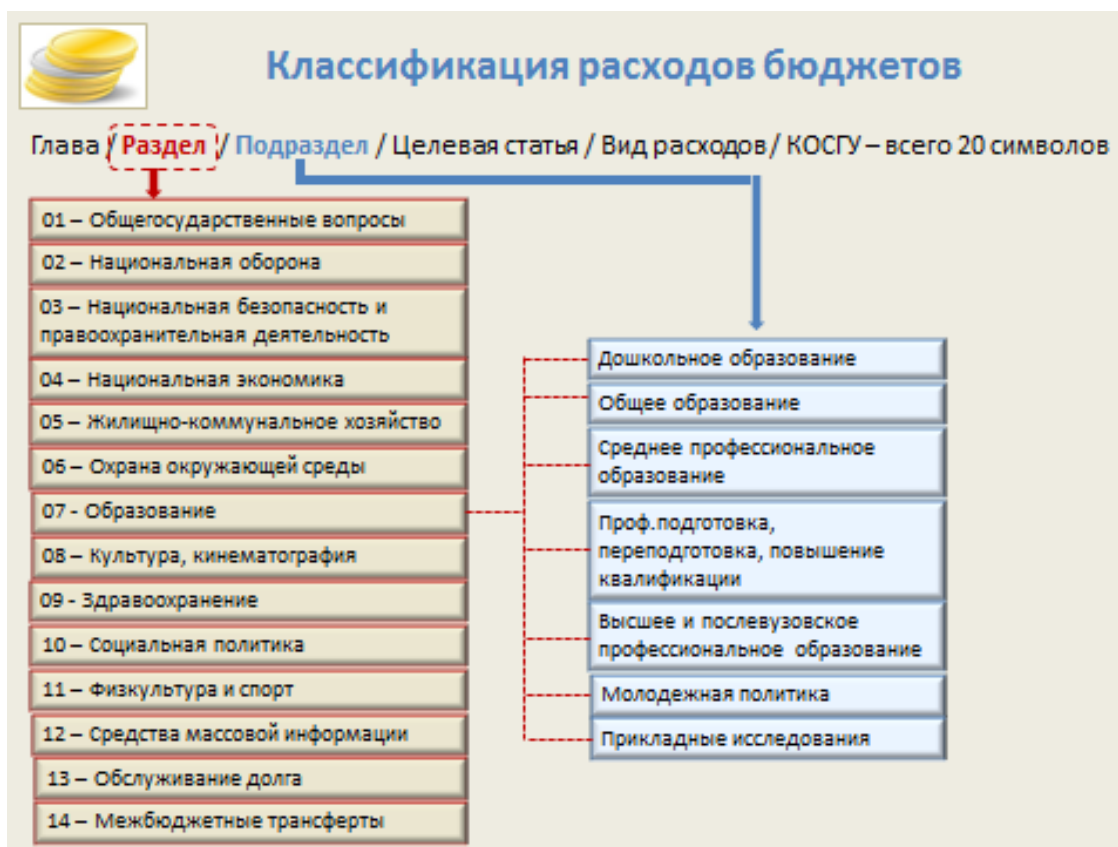 Классификация расходов бюджетов
Глава / Раздел / Подраздел / Целевая статья / Вид расходов / КОСГУ – всего 20 символов
01 – Общегосударственные вопросы
02 – Национальная оборона
03 – Национальная безопасность и
правоохранительная деятельность
04 – Национальная экономика
05 – Жилищно-коммунальное хозяйство
06 – Охрана окружающей среды
07 - Образование
08 – Культура, кинематография
09 - Здравоохранение
10 – Социальная политика
11 – Физкультура и спорт
12 – Средства массовой информации
13 – Обслуживание долга
14 – Межбюджетные трансферты
Дошкольное образование
Общее образование
Среднее профессиональное
образование
Проф.подготовка,
переподготовка, повышение
квалификации
Высшее и послевузовское
профессиональное образование
Молодежная политика
Прикладные исследования